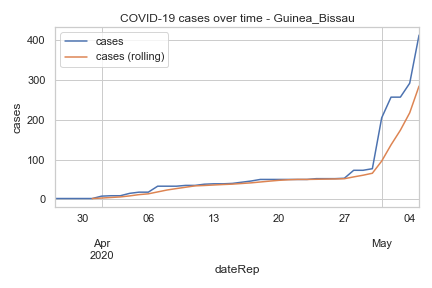 COVID-19 cases over time - Guinea_Bissau
cases
cases (rolling)
400
300
200
100
0
cases
30 06 13 20 27 04
Apr May
2020
dateRep